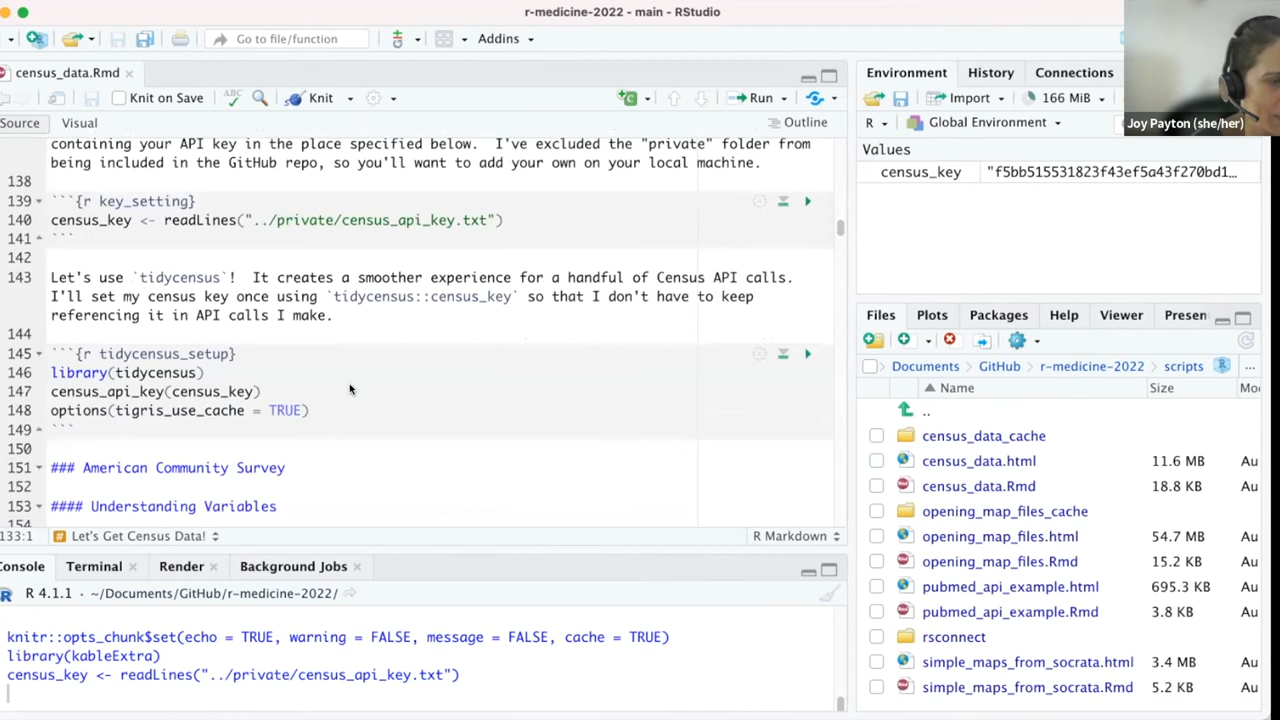 r-medicine-2022 - main - RStudio
Go to file/function
Addins
census_data.Rmd
Knit on Save
ABC
Knit
Run
Source
Visual
Outline
containing your API key in the place specified below.  I've excluded the "private" folder from
being included in the GitHub repo, so you'll want to add your own on your local machine.
138
139 ```{r key_setting}
140 census_key <- readLines("../private/census_api_key.txt")
141 ```
142
143 Let's use `tidycensus`!  It creates a smoother experience for a handful of Census API calls.
I'll set my census key once using `tidycensus::census_key` so that I don't have to keep
referencing it in API calls I make.
144
145 ```{r tidycensus_setup}
146 library(tidycensus)
147 census_api_key(census_key)
148 options(tigris_use_cache = TRUE)
149 ```
150
151 ### American Community Survey
152
153 #### Understanding Variables
154
133:1 # Let's Get Census Data!
R Markdown
Console
Terminal
Render
Background Jobs
R 4.1.1 · ~/Documents/GitHub/r-medicine-2022/
knitr::opts_chunk$set(echo = TRUE, warning = FALSE, message = FALSE, cache = TRUE)
library(kableExtra)
census_key <- readLines("../private/census_api_key.txt")
Environment
History
Connections
Import
166 MiB
Joy Payton (she/her)
R
Global Environment
Values
census_key "f5bb515531823f43ef5a43f270bd1…
Files
Plots
Packages
Help
Viewer
Presen
Documents
GitHub
r-medicine-2022
scripts
Name
Size
Mo
..
census_data_cache
census_data.html 11.6 MB Au
census_data.Rmd 18.8 KB Au
opening_map_files_cache
opening_map_files.html 54.7 MB Au
opening_map_files.Rmd 15.2 KB Au
pubmed_api_example.html 695.3 KB Au
pubmed_api_example.Rmd 3.8 KB Au
rsconnect
simple_maps_from_socrata.html 3.4 MB Au
simple_maps_from_socrata.Rmd 5.2 KB Au